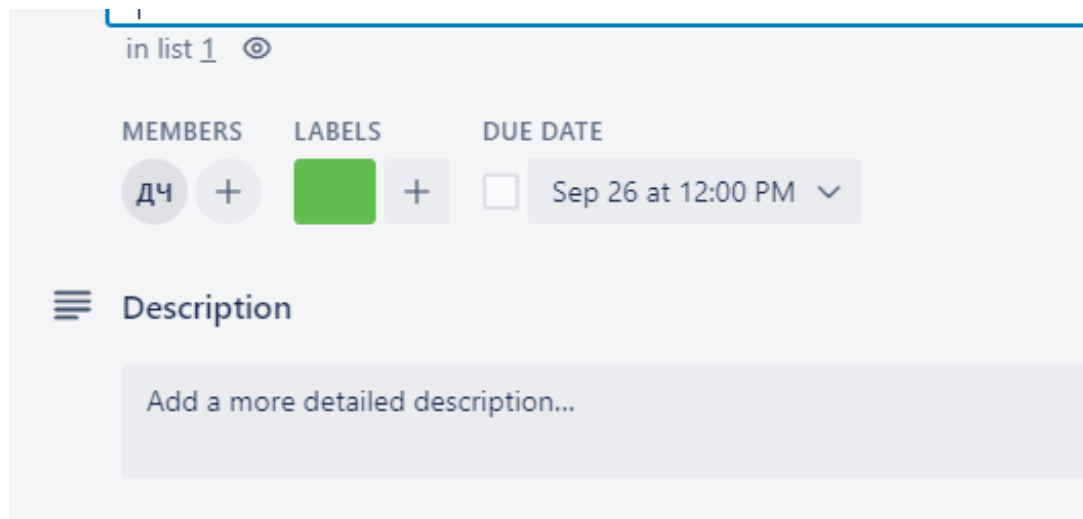 in list 1
MEMBERS LABELS DUE DATE
ДЧ + + Sep 26 at 12:00 PM
Description
Add a more detailed description...